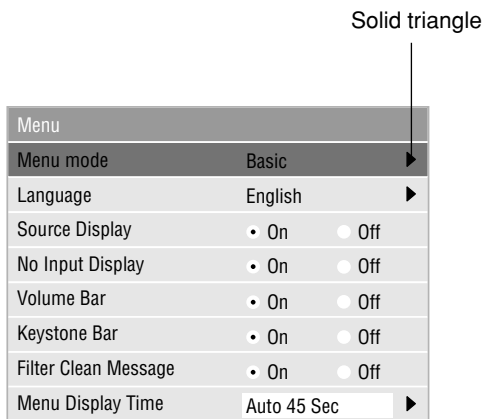 Solid triangle
Menu
Menu mode Basic
Language English
Source Display On Off
No Input Display On Off
Volume Bar On Off
Keystone Bar On Off
Filter Clean Message On Off
Menu Display Time Auto 45 Sec